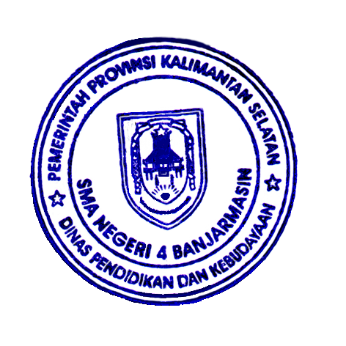 PEMERINTAH PROVINSI KALIMANTAN SELATAN
SMA NEGERI 4 BANJARMASIN
DINAS PENDIDIKAN DAN KEBUDAYAAN